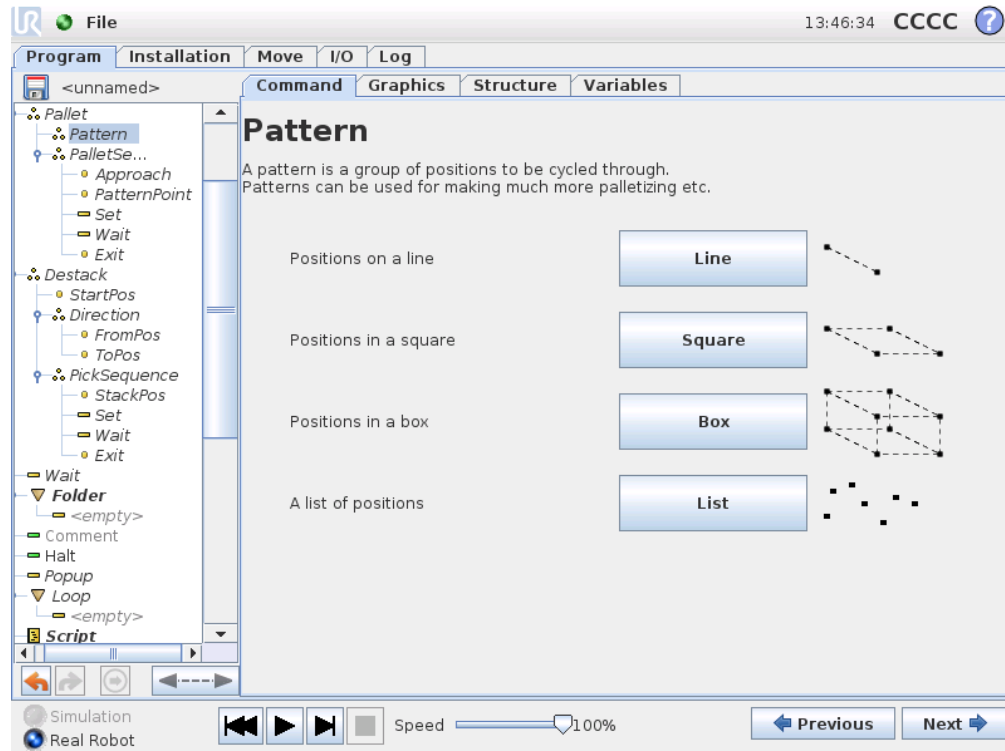 UR File 13:46:34 CCCC ?
Program Installation Move I/O Log
<unnamed>
Command Graphics Structure Variables
Pallet
Pattern
PalletSe...
Approach
PatternPoint
Set
Wait
Exit
Destack
StartPos
Direction
FromPos
ToPos
PickSequence
StackPos
Set
Wait
Exit
Wait
Folder
<empty>
Comment
Halt
Popup
Loop
<empty>
Script
Pattern
A pattern is a group of positions to be cycled through.
Patterns can be used for making much more palletizing etc.
Positions on a line Line
Positions in a square Square
Positions in a box Box
A list of positions List
Simulation
Real Robot
Speed 100%
Previous Next